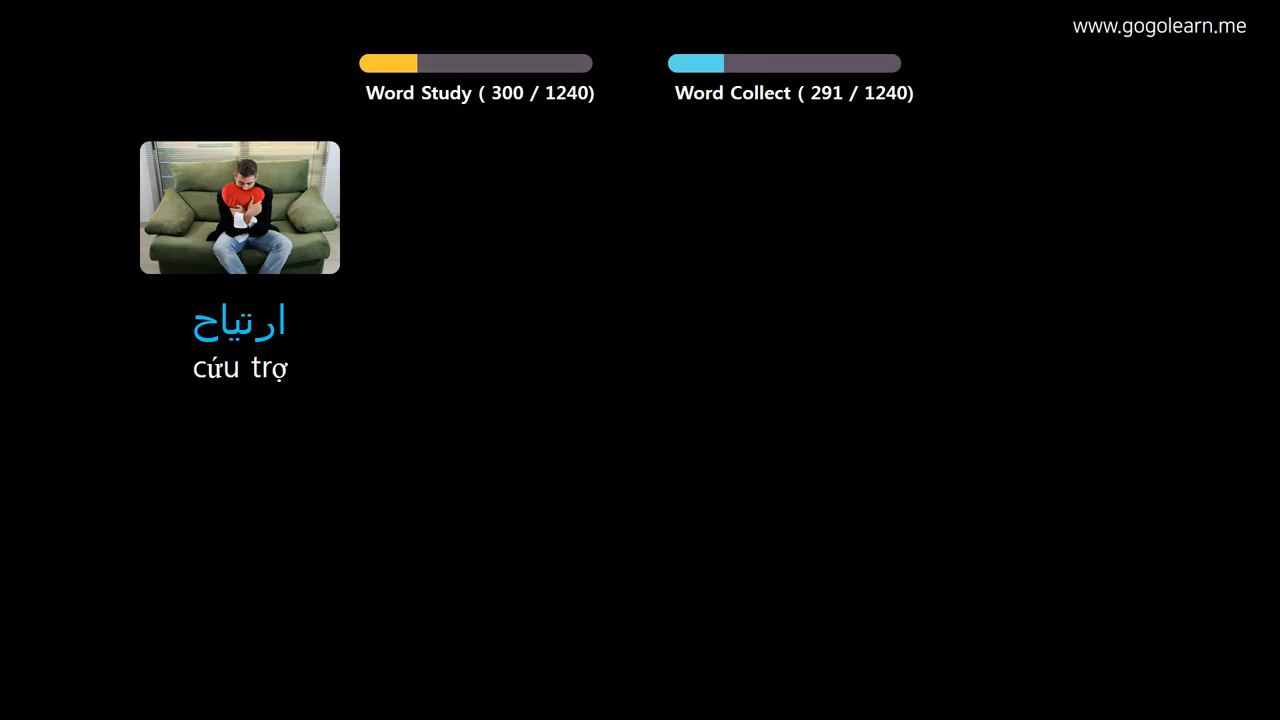 www.gogolearn.me
Word Study ( 300 / 1240)
Word Collect ( 291 / 1240)
ارتياح
cứu trợ